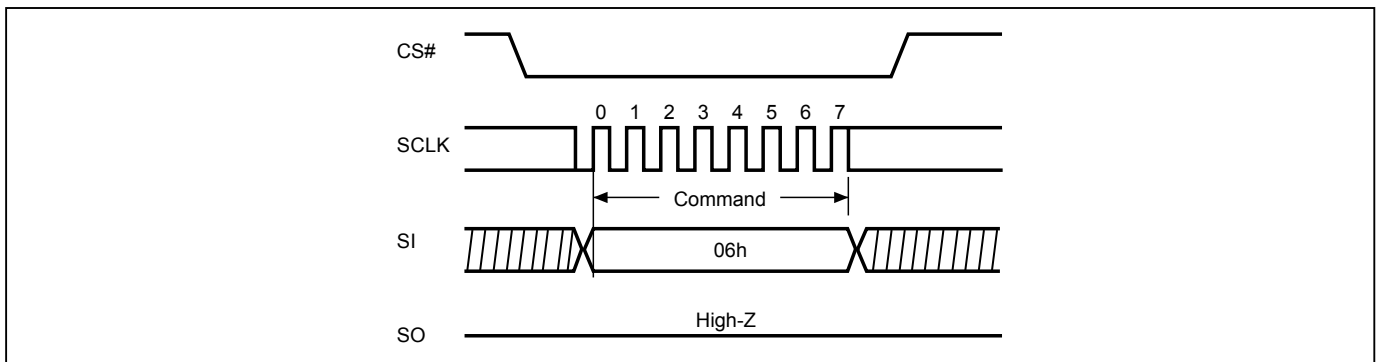 CS#
0 1 2 3 4 5 6 7
SCLK
Command
SI
06h
High-Z
SO